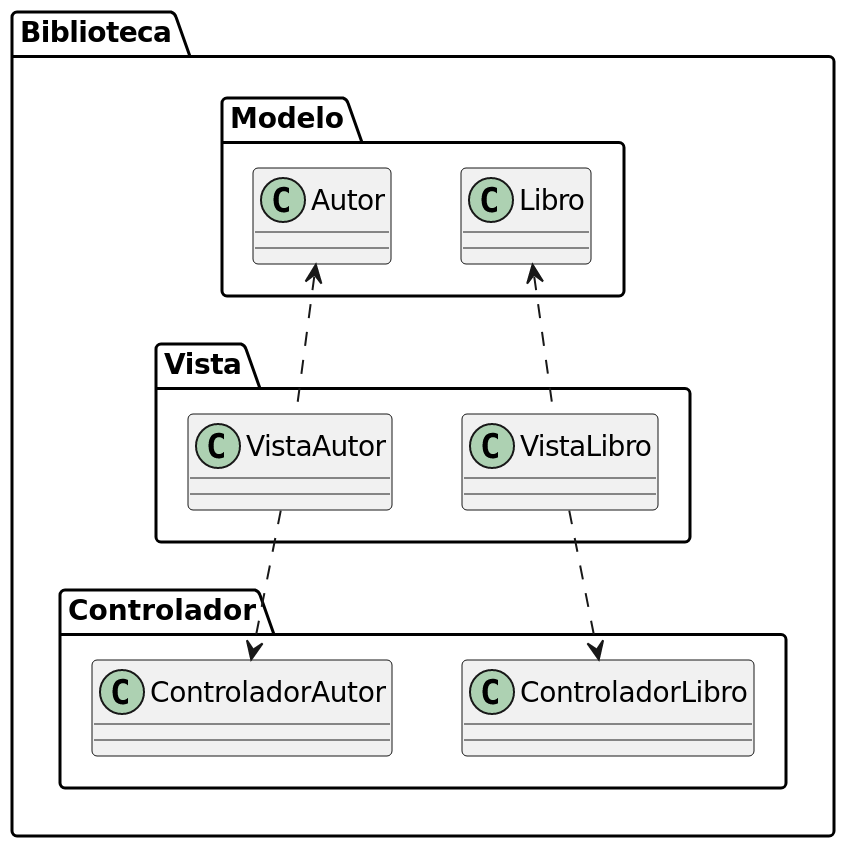 Biblioteca
Modelo
C Autor
C Libro
Vista
C VistaAutor
C VistaLibro
Controlador
C ControladorAutor
C ControladorLibro